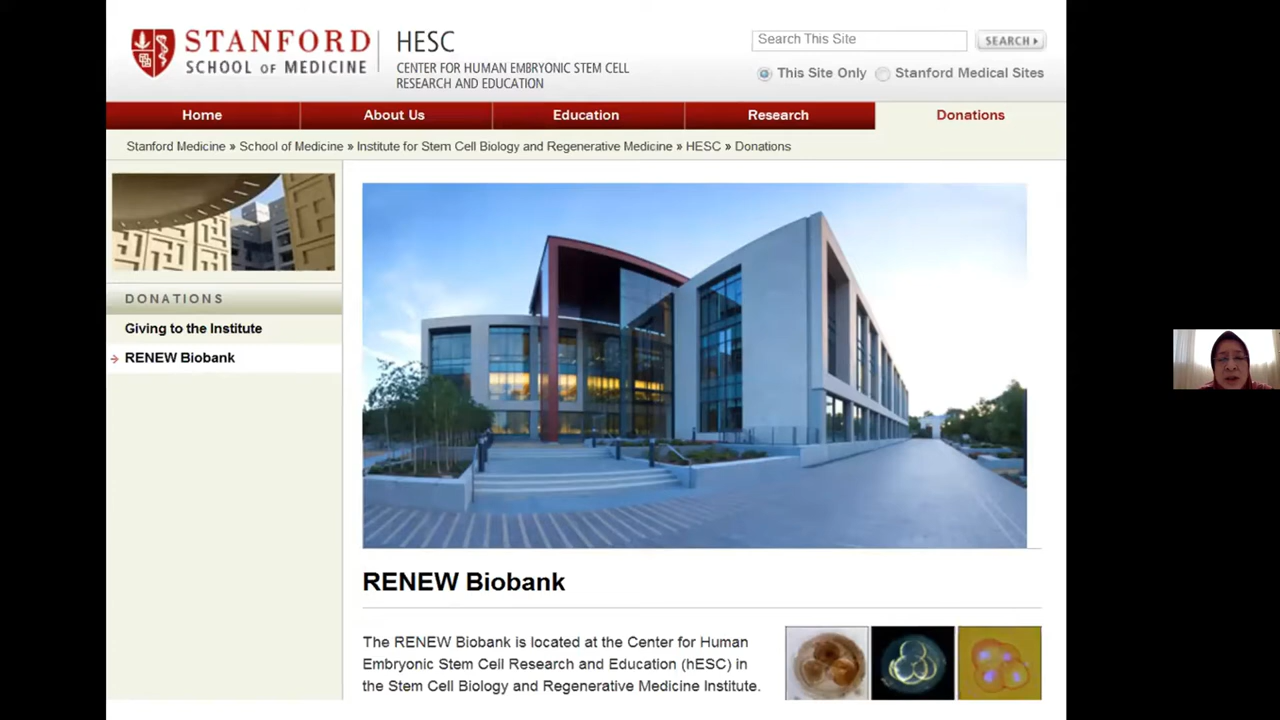 STANFORD
SCHOOL OF MEDICINE
HESC
CENTER FOR HUMAN EMBRYONIC STEM CELL
RESEARCH AND EDUCATION
Search This Site
SEARCH
This Site Only
Stanford Medical Sites
Home
About Us
Education
Research
Donations
Stanford Medicine » School of Medicine » Institute for Stem Cell Biology and Regenerative Medicine » HESC » Donations
DONATIONS
Giving to the Institute
RENEW Biobank
RENEW Biobank
The RENEW Biobank is located at the Center for Human
Embryonic Stem Cell Research and Education (hESC) in
the Stem Cell Biology and Regenerative Medicine Institute.